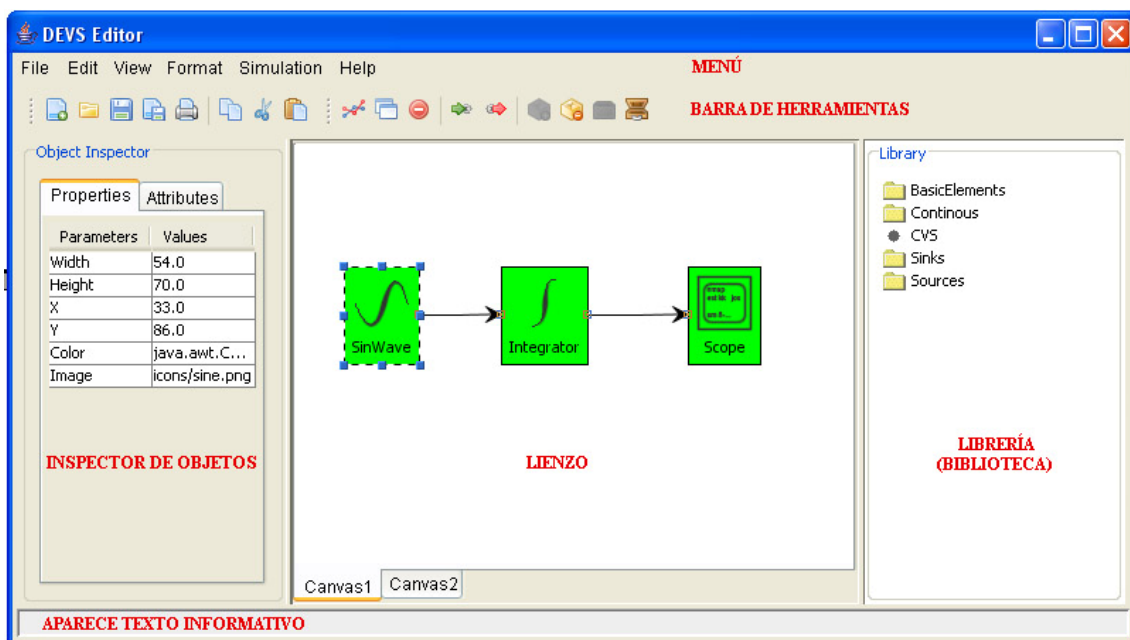 DEVS Editor
File Edit View Format Simulation Help
MENÚ
BARRA DE HERRAMIENTAS
Object Inspector
Properties Attributes
Parameters Values
Width 54.0
Height 70.0
X 33.0
Y 86.0
Color java.awt.C...
Image icons/sine.png
INSPECTOR DE OBJETOS
SinWave
Integrator
Scope
LIENZO
Canvas1 Canvas2
Library
BasicElements
Continous
CVS
Sinks
Sources
LIBRERÍA
(BIBLIOTECA)
APARECE TEXTO INFORMATIVO